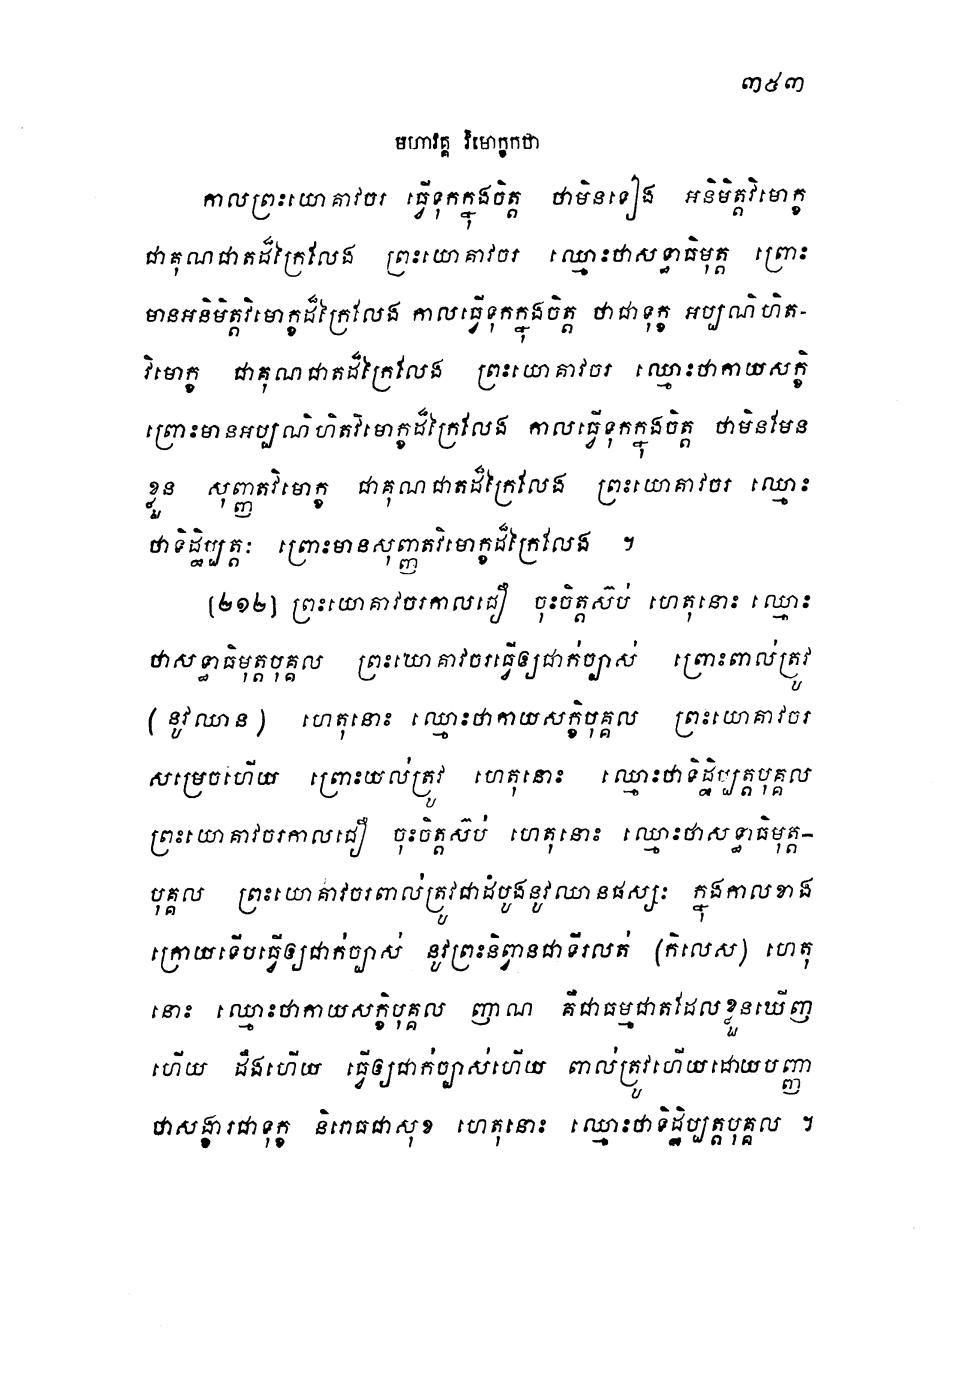 ៣៥៣
មហាវគ្គ វិមោក្ខកថា
កាលព្រះយោគាវចរ ធ្វើទុកក្នុងចិត្ត ថាមិនទៀង អនិមិត្តវិមោក្ខ
ជាគុណជាតដ៏ក្រៃលែង ព្រះយោគាវចរ ឈ្មោះថាសទ្ធាធិមុត្ត ព្រោះ
មានអនិមិត្តវិមោក្ខដ៏ក្រៃលែង កាលធ្វើទុកក្នុងចិត្ត ថាជាទុក្ខ អប្បណិហិត-
វិមោក្ខ ជាគុណជាតដ៏ក្រៃលែង ព្រះយោគាវចរ ឈ្មោះថាកាយសក្ខិ
ព្រោះមានអប្បណិហិតវិមោក្ខដ៏ក្រៃលែង កាលធ្វើទុកក្នុងចិត្ត ថាមិនមែន
ខ្លួន សុញ្ញតវិមោក្ខ ជាគុណជាតដ៏ក្រៃលែង ព្រះយោគាវចរ ឈ្មោះ
ថាទិដ្ឋិប្បត្តៈ ព្រោះមានសុញ្ញតវិមោក្ខដ៏ក្រៃលែង ។
[២១២] ព្រះយោគាវចរកាលជឿ ចុះចិត្តស៊ប់ ហេតុនោះ ឈ្មោះ
ថាសទ្ធាធិមុត្តបុគ្គល ព្រះយោគាវចរធ្វើឲ្យជាក់ច្បាស់ ព្រោះពាល់ត្រូវ
(នូវឈាន) ហេតុនោះ ឈ្មោះថាកាយសក្ខិបុគ្គល ព្រះយោគាវចរ
សម្រេចហើយ ព្រោះយល់ត្រូវ ហេតុនោះ ឈ្មោះថាទិដ្ឋិប្បត្តបុគ្គល
ព្រះយោគាវចរកាលជឿ ចុះចិត្តស៊ប់ ហេតុនោះ ឈ្មោះថាសទ្ធាធិមុត្ត-
បុគ្គល ព្រះយោគាវចរពាល់ត្រូវជាដំបូងនូវឈានផស្សៈ ក្នុងកាលខាង
ក្រោយទើបធ្វើឲ្យជាក់ច្បាស់ នូវព្រះនិព្វានជាទីរលត់ (កិលេស) ហេតុ
នោះ ឈ្មោះថាកាយសក្ខិបុគ្គល ញាណ គឺជាធម្មជាតដែលខ្លួនឃើញ
ហើយ ដឹងហើយ ធ្វើឲ្យជាក់ច្បាស់ហើយ ពាល់ត្រូវហើយដោយបញ្ញា
ថាសង្ខារជាទុក្ខ និរោធជាសុខ ហេតុនោះ ឈ្មោះថាទិដ្ឋិប្បត្តបុគ្គល ។